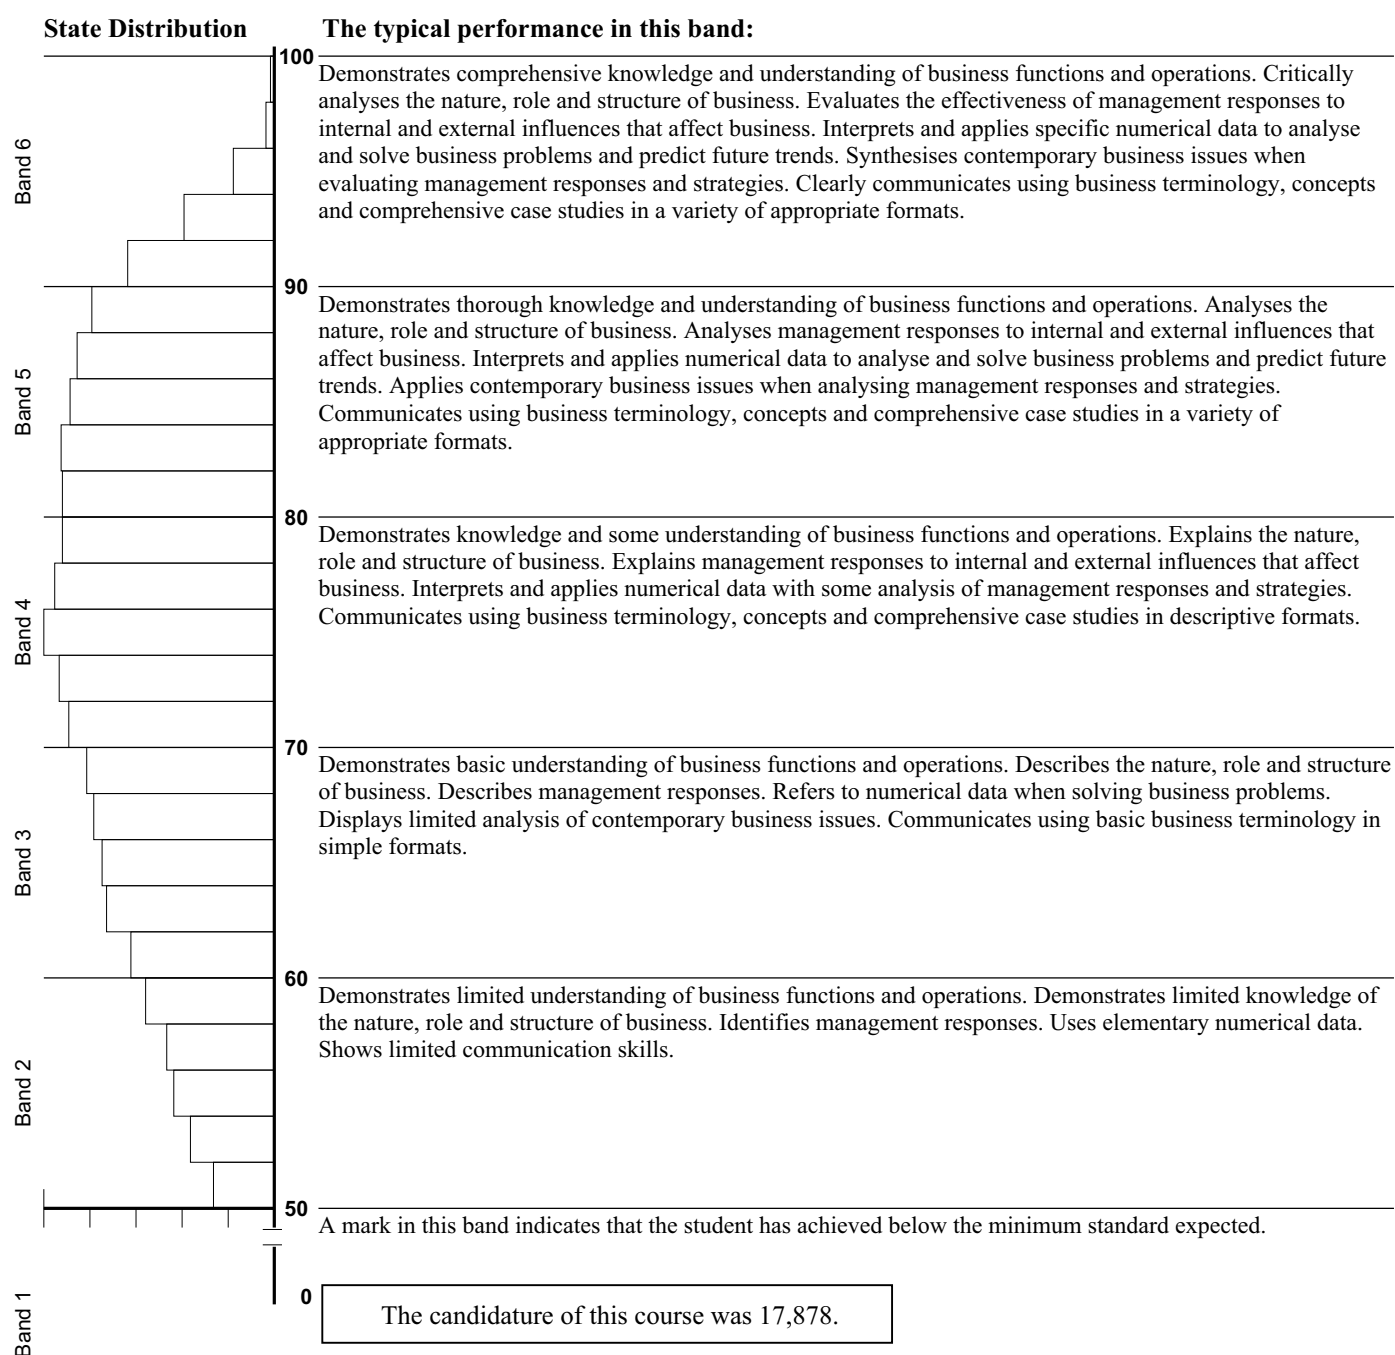 State Distribution
The typical performance in this band:
100
Demonstrates comprehensive knowledge and understanding of business functions and operations. Critically
analyses the nature, role and structure of business. Evaluates the effectiveness of management responses to
internal and external influences that affect business. Interprets and applies specific numerical data to analyse
and solve business problems and predict future trends. Synthesises contemporary business issues when
evaluating management responses and strategies. Clearly communicates using business terminology, concepts
and comprehensive case studies in a variety of appropriate formats.
Band 6
90
Demonstrates thorough knowledge and understanding of business functions and operations. Analyses the
nature, role and structure of business. Analyses management responses to internal and external influences that
affect business. Interprets and applies numerical data to analyse and solve business problems and predict future
trends. Applies contemporary business issues when analysing management responses and strategies.
Communicates using business terminology, concepts and comprehensive case studies in a variety of
appropriate formats.
Band 5
80
Demonstrates knowledge and some understanding of business functions and operations. Explains the nature,
role and structure of business. Explains management responses to internal and external influences that affect
business. Interprets and applies numerical data with some analysis of management responses and strategies.
Communicates using business terminology, concepts and comprehensive case studies in descriptive formats.
Band 4
70
Demonstrates basic understanding of business functions and operations. Describes the nature, role and structure
of business. Describes management responses. Refers to numerical data when solving business problems.
Displays limited analysis of contemporary business issues. Communicates using basic business terminology in
simple formats.
Band 3
60
Demonstrates limited understanding of business functions and operations. Demonstrates limited knowledge of
the nature, role and structure of business. Identifies management responses. Uses elementary numerical data.
Shows limited communication skills.
Band 2
50
A mark in this band indicates that the student has achieved below the minimum standard expected.
0
Band 1
The candidature of this course was 17,878.